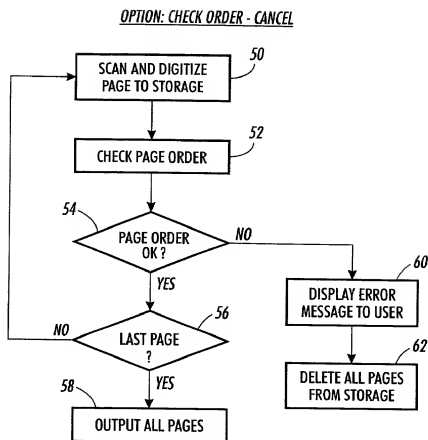 OPTION: CHECK ORDER - CANCEL
50
SCAN AND DIGITIZE
PAGE TO STORAGE
52
CHECK PAGE ORDER
54
PAGE ORDER
OK ?
NO
YES
60
DISPLAY ERROR
MESSAGE TO USER
56
LAST PAGE
?
NO
YES
62
DELETE ALL PAGES
FROM STORAGE
58
OUTPUT ALL PAGES